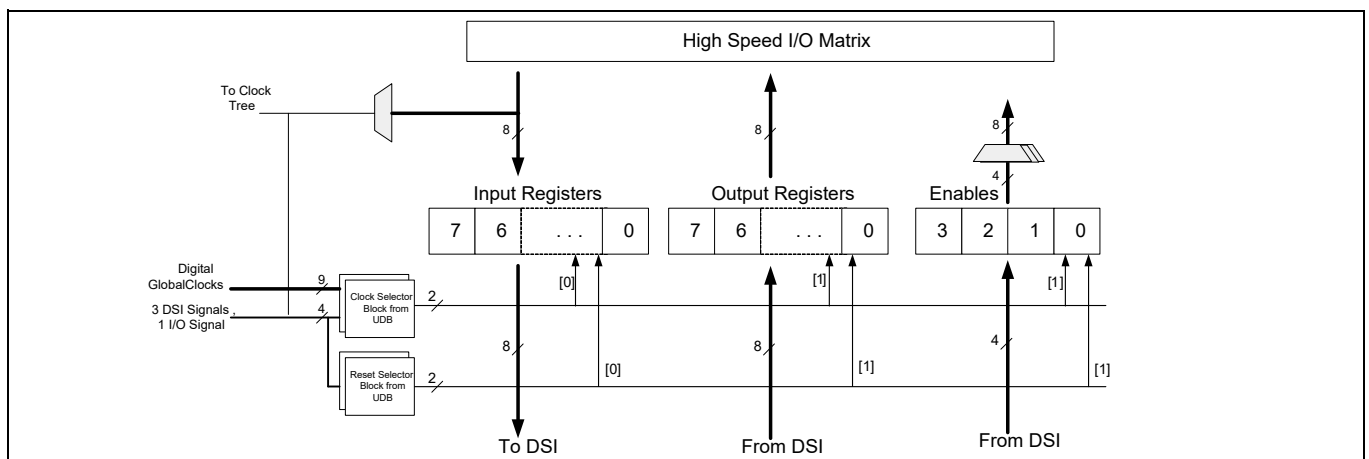 High Speed I/O Matrix
To Clock
Tree
8
8
8
4
Input Registers
Output Registers
Enables
7 6 . . . 0
7 6 . . . 0
3 2 1 0
Digital
GlobalClocks
9
[0]
[1]
[1]
3 DSI Signals ,
1 I/O Signal
4
Clock Selector
Block from
UDB
2
8
8
4
Reset Selector
Block from
UDB
2
[0]
[1]
[1]
To DSI
From DSI
From DSI